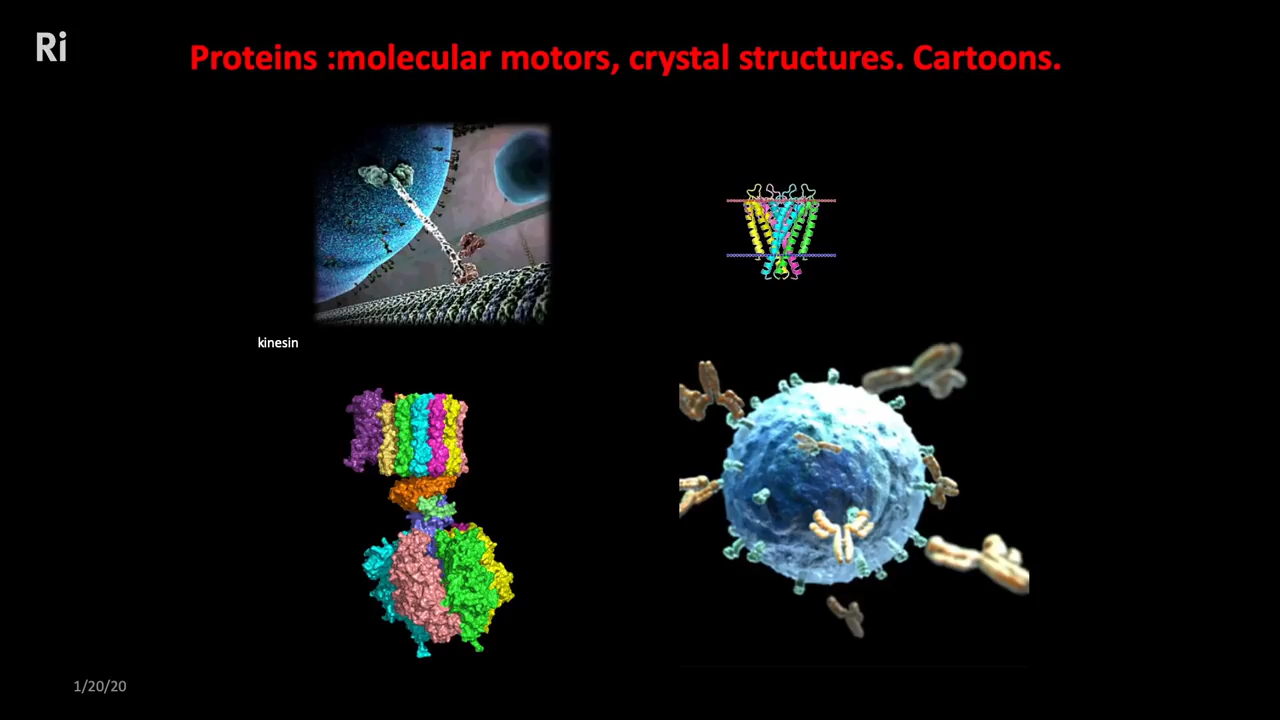 Ri
Proteins :molecular motors, crystal structures. Cartoons.
kinesin
1/20/20